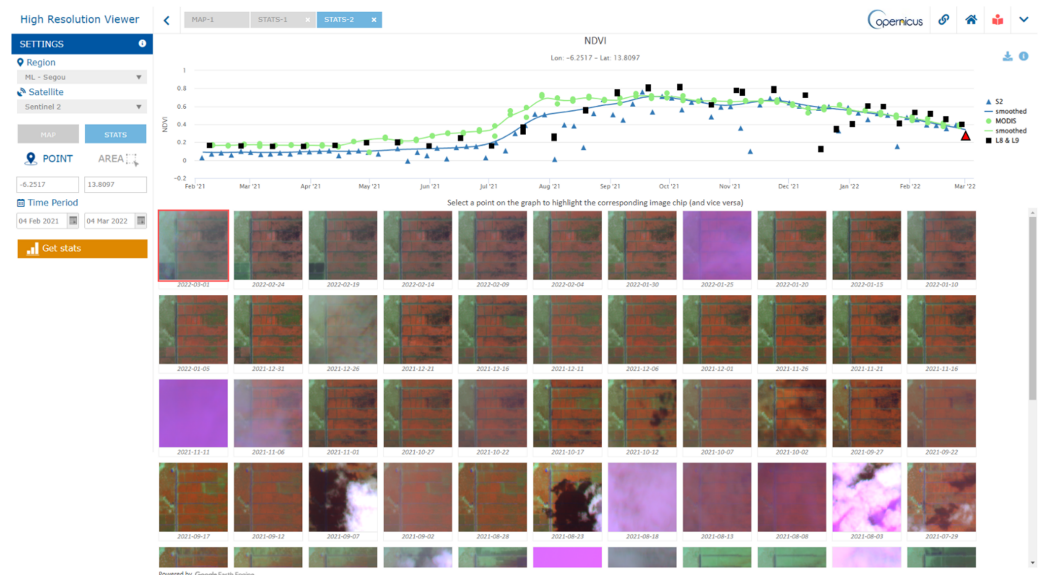 High Resolution Viewer
MAP-1
STATS-1 ×
STATS-2 ×
opernicus
SETTINGS
Region
ML - Segou
Satellite
Sentinel 2
MAP
STATS
POINT
AREA
-6.2517
13.8097
Time Period
04 Feb 2021
04 Mar 2022
Get stats
NDVI
Lon: -6.2517 - Lat: 13.8097
NDVI
1
0.8
0.6
0.4
0.2
0
-0.2
Feb '21 Mar '21 Apr '21 May '21 Jun '21 Jul '21 Aug '21 Sep '21 Oct '21 Nov '21 Dec '21 Jan '22 Feb '22 Mar '22
S2
smoothed
MODIS
smoothed
L8 & L9
Select a point on the graph to highlight the corresponding image chip (and vice versa)
2022-03-01 2022-02-24 2022-02-19 2022-02-14 2022-02-09 2022-02-04 2022-01-30 2022-01-25 2022-01-20 2022-01-15 2022-01-10
2022-01-05 2021-12-31 2021-12-26 2021-12-21 2021-12-16 2021-12-11 2021-12-06 2021-12-01 2021-11-26 2021-11-21 2021-11-16
2021-11-11 2021-11-06 2021-11-01 2021-10-27 2021-10-22 2021-10-17 2021-10-12 2021-10-07 2021-10-02 2021-09-27 2021-09-22
2021-09-17 2021-09-12 2021-09-07 2021-09-02 2021-08-28 2021-08-23 2021-08-18 2021-08-13 2021-08-08 2021-08-03 2021-07-29
Powered by Google Earth Engine